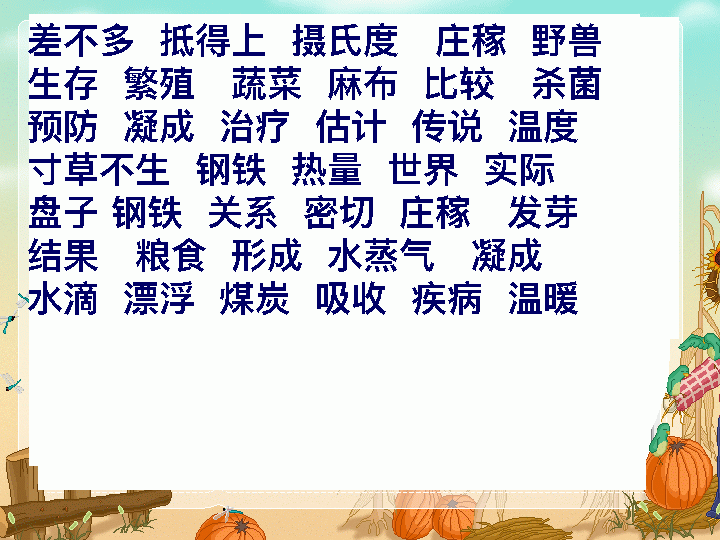 差不多 抵得上 摄氏度 庄稼 野兽
生存 繁殖 蔬菜 麻布 比较 杀菌
预防 凝成 治疗 估计 传说 温度
寸草不生 钢铁 热量 世界 实际
盘子 钢铁 关系 密切 庄稼 发芽
结果 粮食 形成 水蒸气 凝成
水滴 漂浮 煤炭 吸收 疾病 温暖